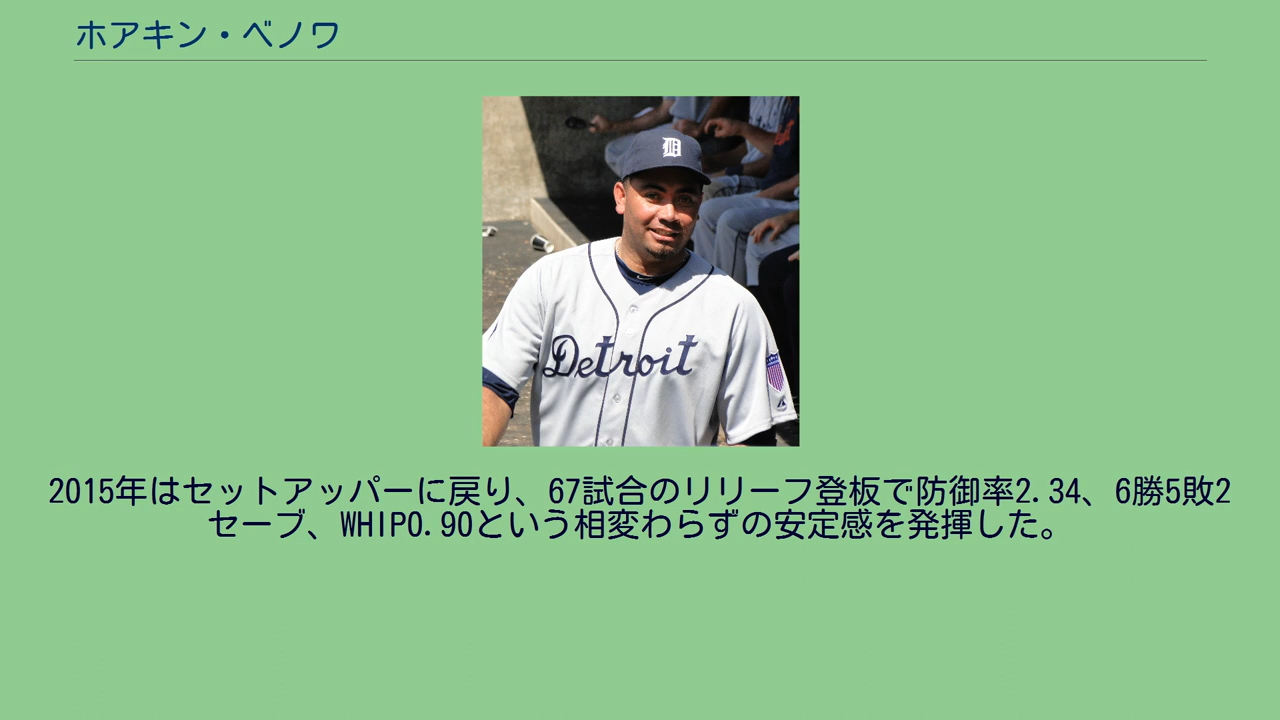 ホアキン・ベノワ
D
Detroit
2015年はセットアッパーに戻り、67試合のリリーフ登板で防御率2.34、6勝5敗2
セーブ、WHIP0.90という相変わらずの安定感を発揮した。